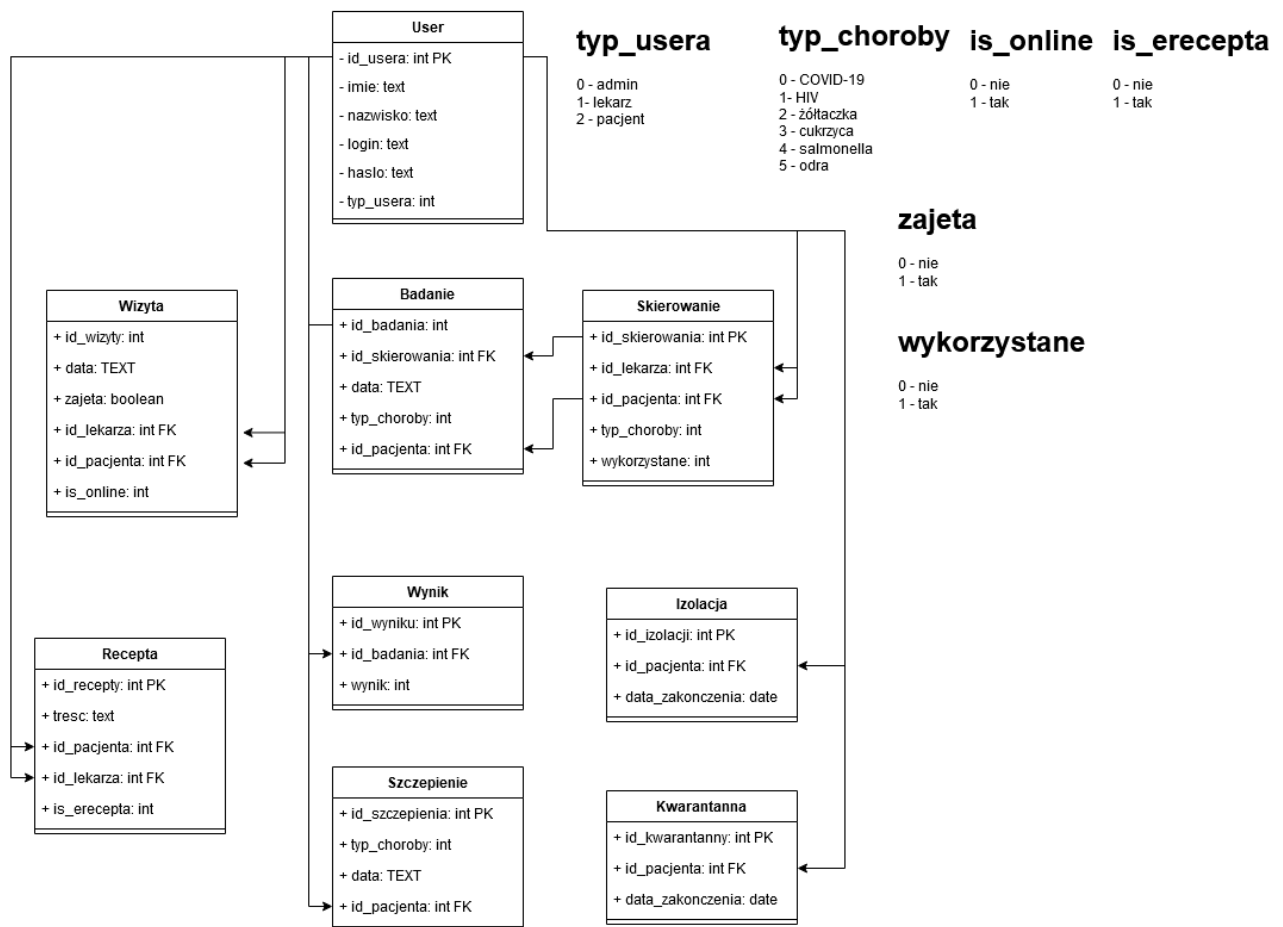 User
- id_usera: int PK
- imie: text
- nazwisko: text
- login: text
- haslo: text
- typ_usera: int
typ_usera
0 - admin
1- lekarz
2 - pacjent
typ_choroby
0 - COVID-19
1- HIV
2 - żółtaczka
3 - cukrzyca
4 - salmonella
5 - odra
is_online
0 - nie
1 - tak
is_erecepta
0 - nie
1 - tak
zajeta
0 - nie
1 - tak
wykorzystane
0 - nie
1 - tak
Wizyta
+ id_wizyty: int
+ data: TEXT
+ zajeta: boolean
+ id_lekarza: int FK
+ id_pacjenta: int FK
+ is_online: int
Badanie
+ id_badania: int
+ id_skierowania: int FK
+ data: TEXT
+ typ_choroby: int
+ id_pacjenta: int FK
Skierowanie
+ id_skierowania: int PK
+ id_lekarza: int FK
+ id_pacjenta: int FK
+ typ_choroby: int
+ wykorzystane: int
Recepta
+ id_recepty: int PK
+ tresc: text
+ id_pacjenta: int FK
+ id_lekarza: int FK
+ is_erecepta: int
Wynik
+ id_wyniku: int PK
+ id_badania: int FK
+ wynik: int
Izolacja
+ id_izolacji: int PK
+ id_pacjenta: int FK
+ data_zakonczenia: date
Szczepienie
+ id_szczepienia: int PK
+ typ_choroby: int
+ data: TEXT
+ id_pacjenta: int FK
Kwarantanna
+ id_kwarantanny: int PK
+ id_pacjenta: int FK
+ data_zakonczenia: date